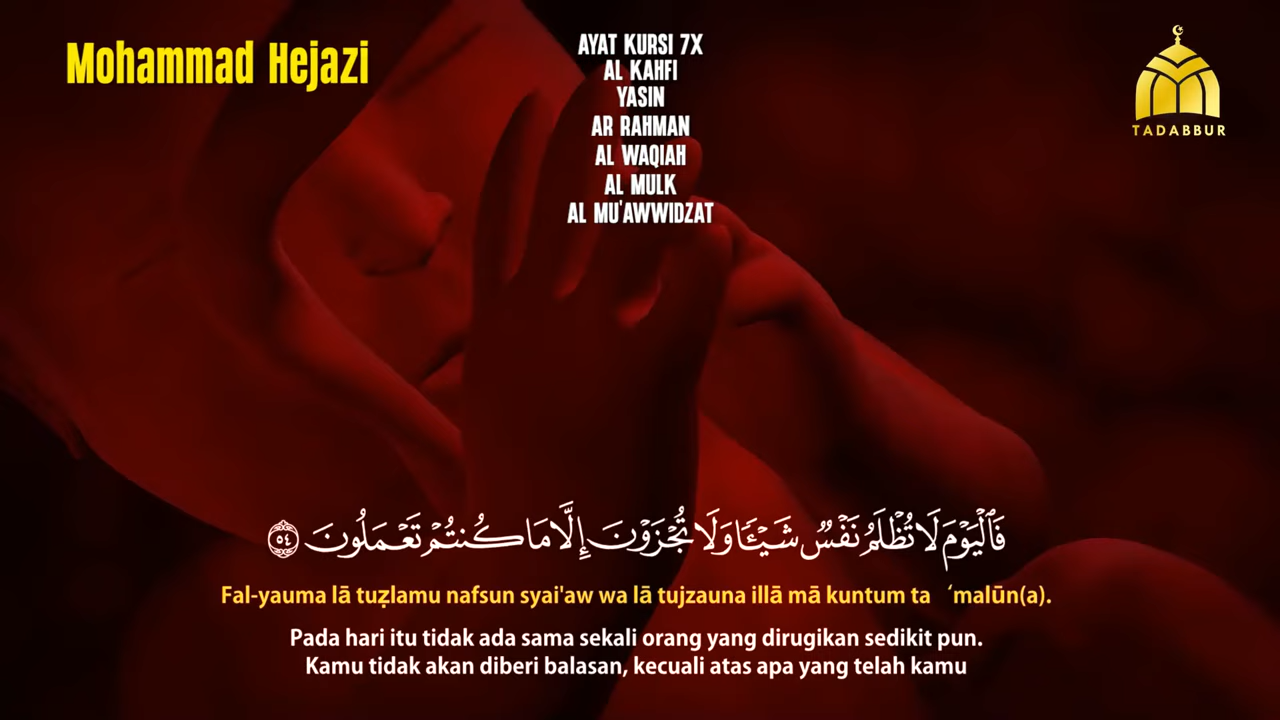 Mohammad Hejazi
AYAT KURSI 7X
AL KAHFI
YASIN
AR RAHMAN
AL WAQIAH
AL MULK
AL MU'AWWIDZAT
TADABBUR
فَٱلْيَوْمَ لَا تُظْلَمُ نَفْسٌ شَيْـًٔا وَلَا تُجْزَوْنَ إِلَّا مَا كُنتُمْ تَعْمَلُونَ ٥٤
Fal-yauma lā tuẓlamu nafsun syai'aw wa lā tujzauna illā mā kuntum ta ‘malūn(a).
Pada hari itu tidak ada sama sekali orang yang dirugikan sedikit pun.
Kamu tidak akan diberi balasan, kecuali atas apa yang telah kamu